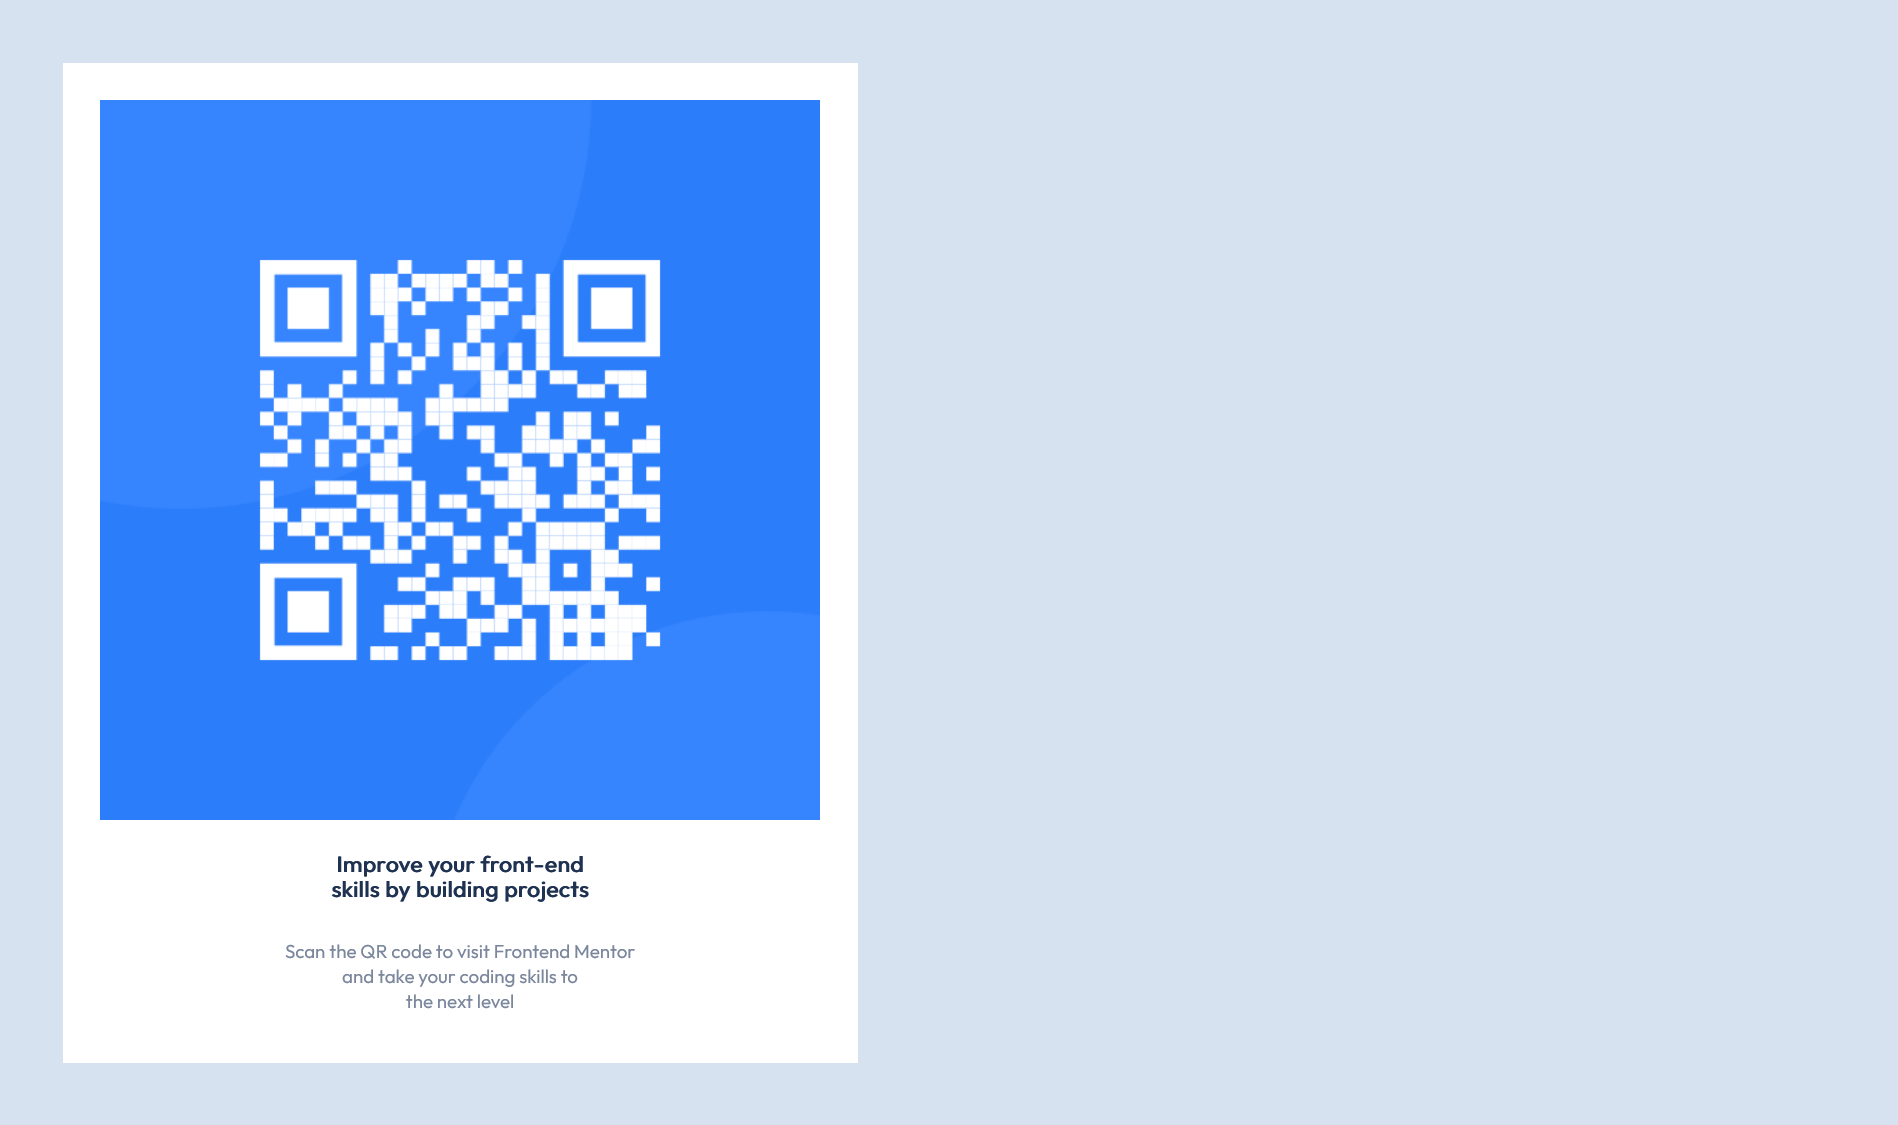 Improve your front-end
skills by building projects
Scan the QR code to visit Frontend Mentor
and take your coding skills to
the next level